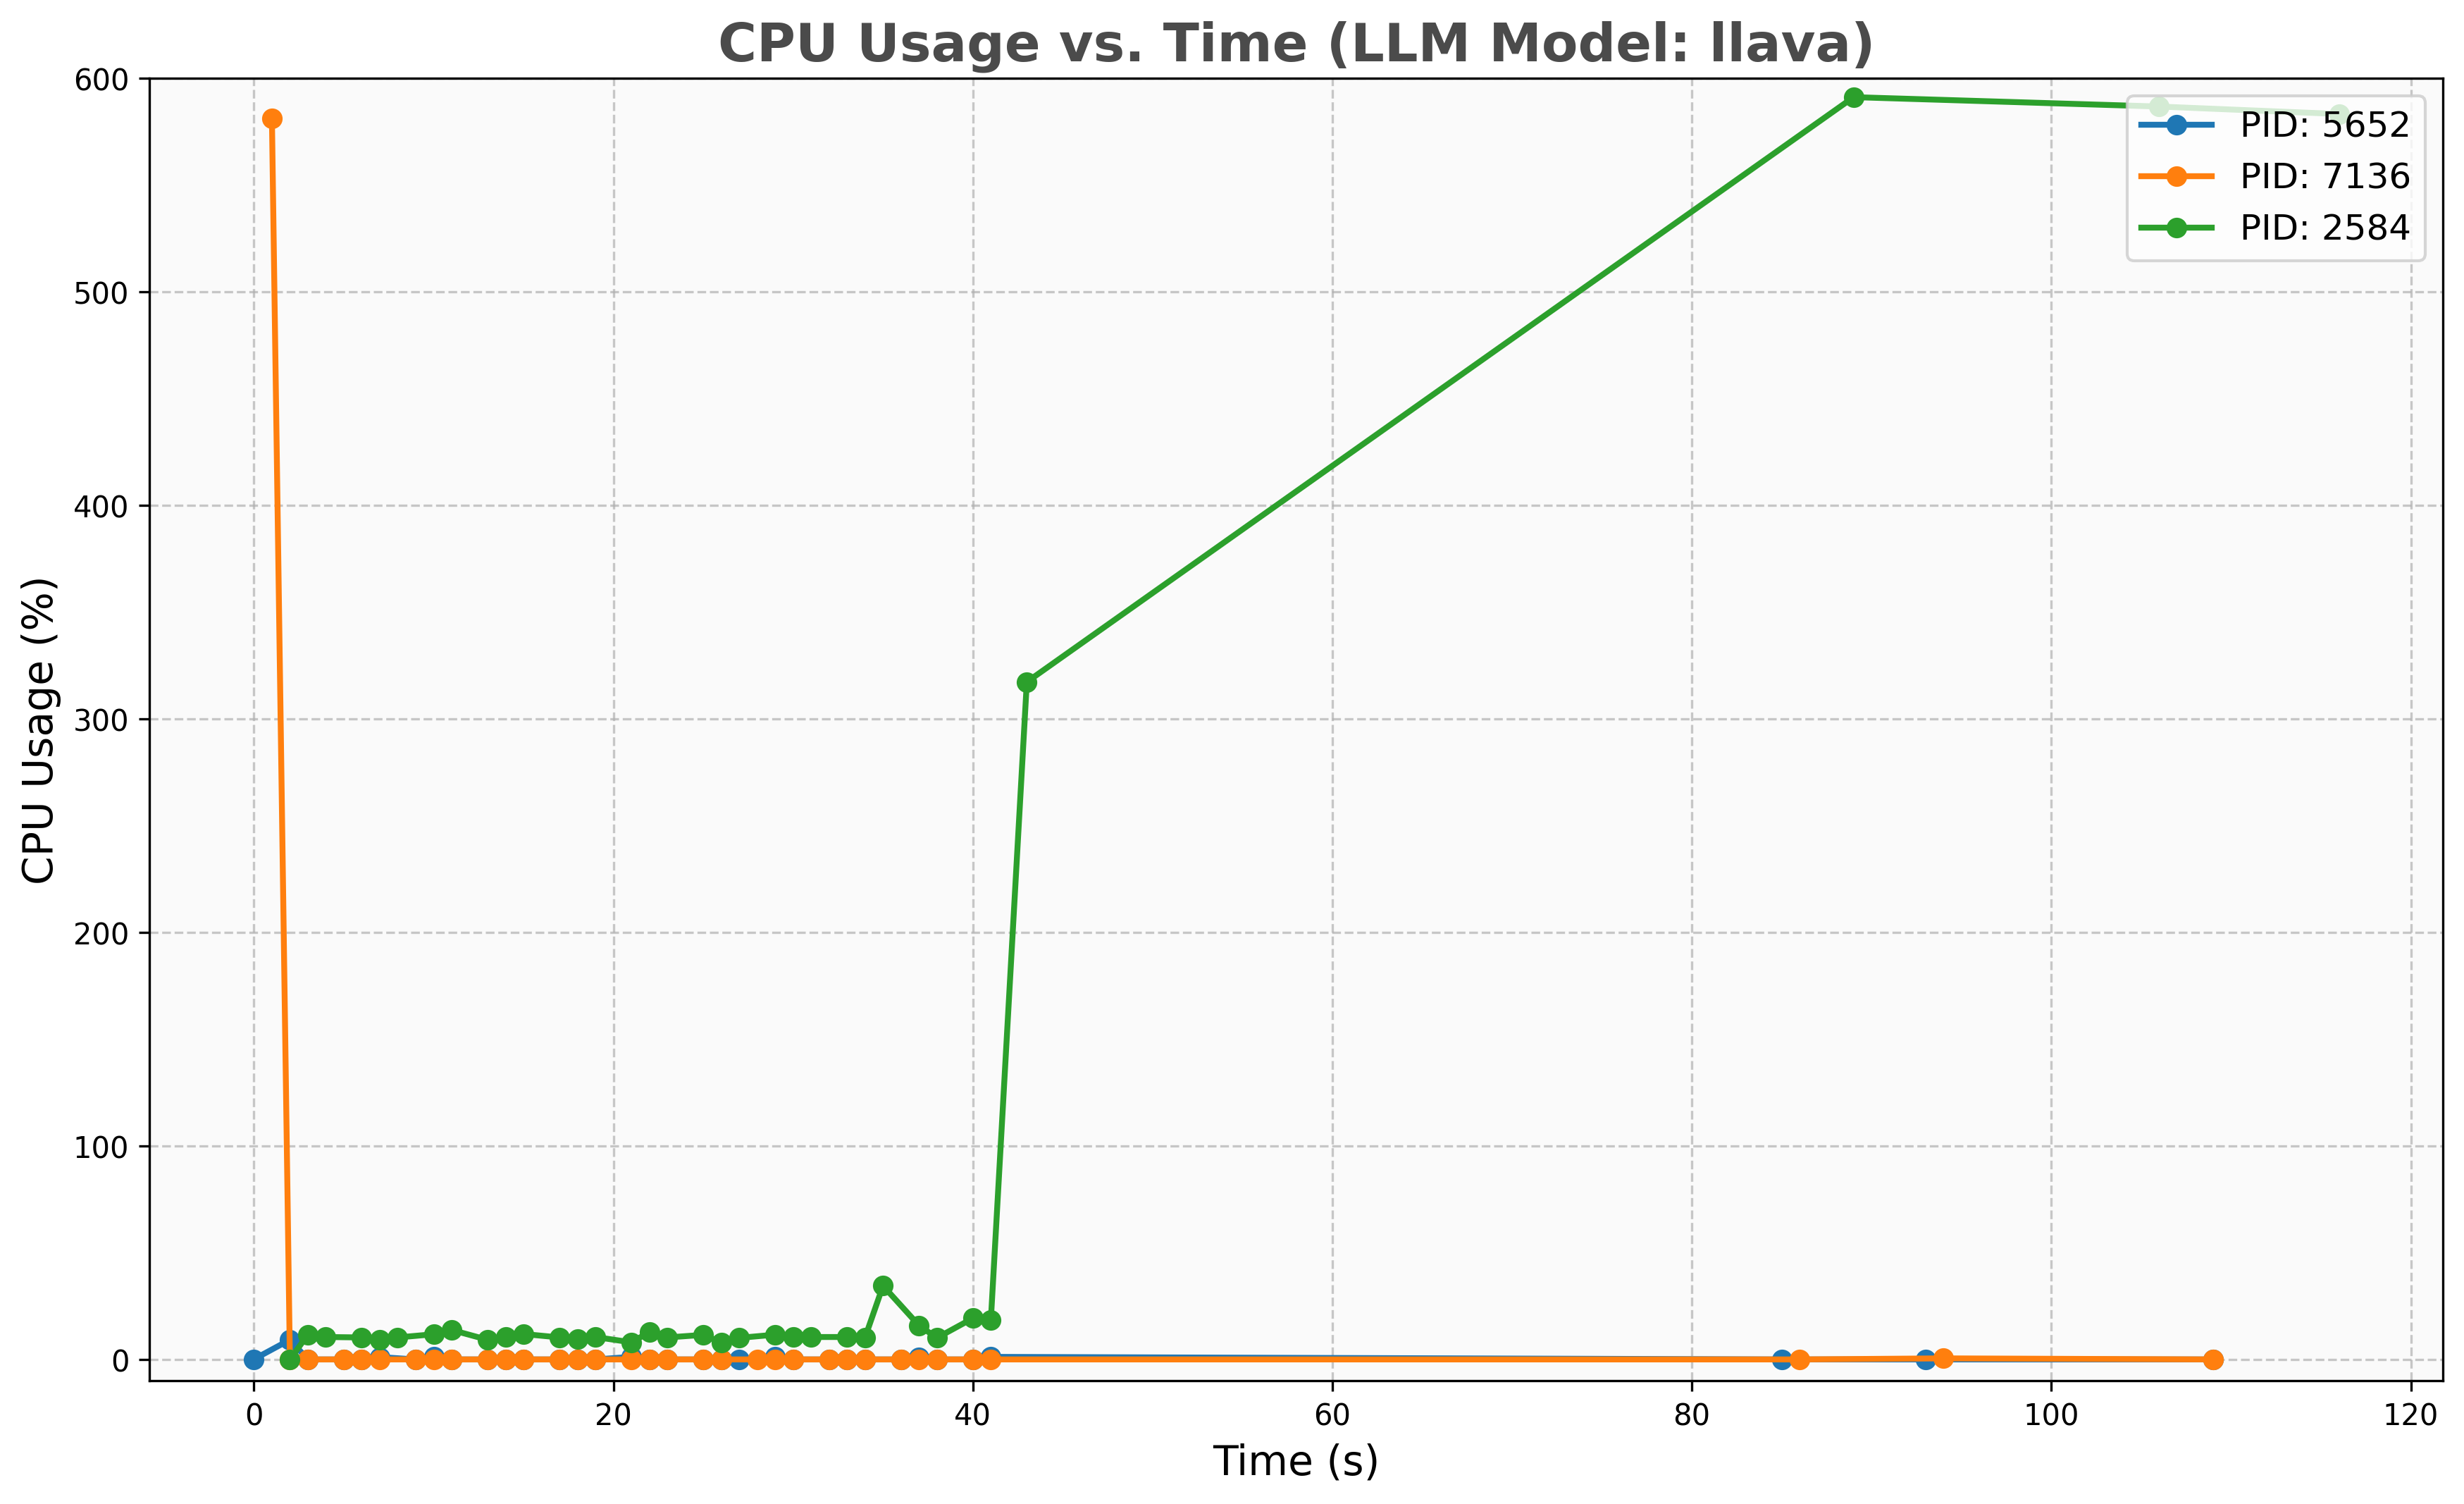 CPU Usage vs. Time (LLM Model: llava)
600
500
400
300
200
100
0
CPU Usage (%)
PID: 5652
PID: 7136
PID: 2584
0 20 40 60 80 100 120
Time (s)